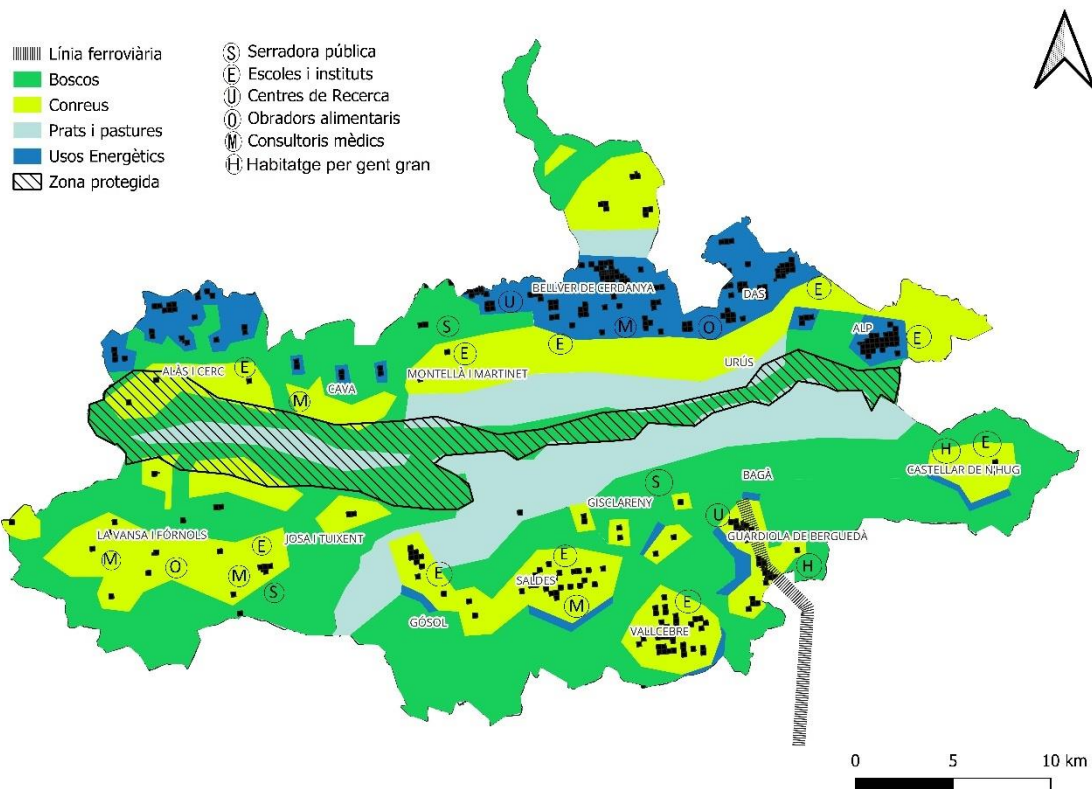 Línia ferroviària
Boscos
Conreus
Prats i pastures
Usos Energètics
Zona protegida
S Serradora pública
E Escoles i instituts
U Centres de Recerca
O Obradors alimentaris
M Consultoris mèdics
H Habitatge per gent gran
BELLVER DE CERDANYA
U
DAS
E
S
M
O
E
ALP
E
E
MONTELLÀ I MARTINET
URÚS
ALÀS I CERC
E
CAVA
M
H
E
CASTELLAR DE N'HUG
BAGÀ
S
GISCLARENY
U
GUARDIOLA DE BERGUEDÀ
LA VANSA I FÓRNOLS
JOSA I TUIXENT
E
M
O
M
S
E
E
H
SALDES
M
GÓSOL
E
VALLCEBRE
0 5 10 km